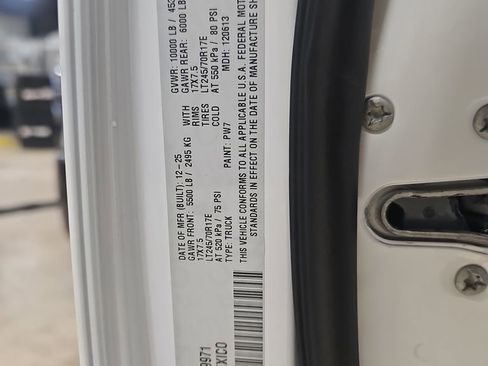 DATE OF MFR (BUILT): 12-25 GVWR: 10000 LB /
GAWR FRONT: 5500 LB / 2495 KG WITH GAWR REAR: 6000 LB
17X7.5 RIMS 17X7.5
LT245/70R17E TIRES LT245/70R17E
AT 520 kPa / 75 PSI COLD AT 550 kPa / 80 PSI
TYPE: TRUCK PAINT: PW7 MDH: 120613
THIS VEHICLE CONFORMS TO ALL APPLICABLE U.S.A. FEDERAL
STANDARDS IN EFFECT ON THE DATE OF MANUFACTURE
9971